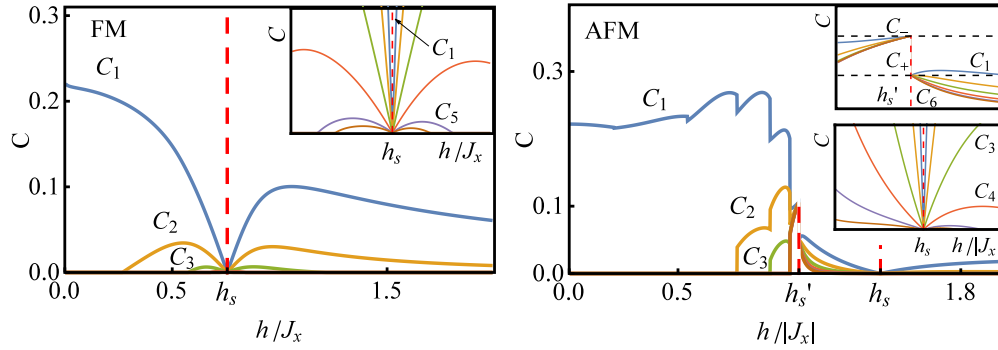 FM
C
0.3
0.2
0.1
0.0
C₁
C₂
C₃
0.0
0.5
hₛ
1.5
h/Jₓ
C
C₁
C₅
hₛ
h/Jₓ
AFM
C
0.3
0.1
0.0
C₁
C₂
C₃
0.0
0.5
hₛ'
hₛ
1.8
h/|Jₓ|
C
C₋
C₊
C₁
hₛ'
C₆
C
C₃
C₄
hₛ
h/|Jₓ|